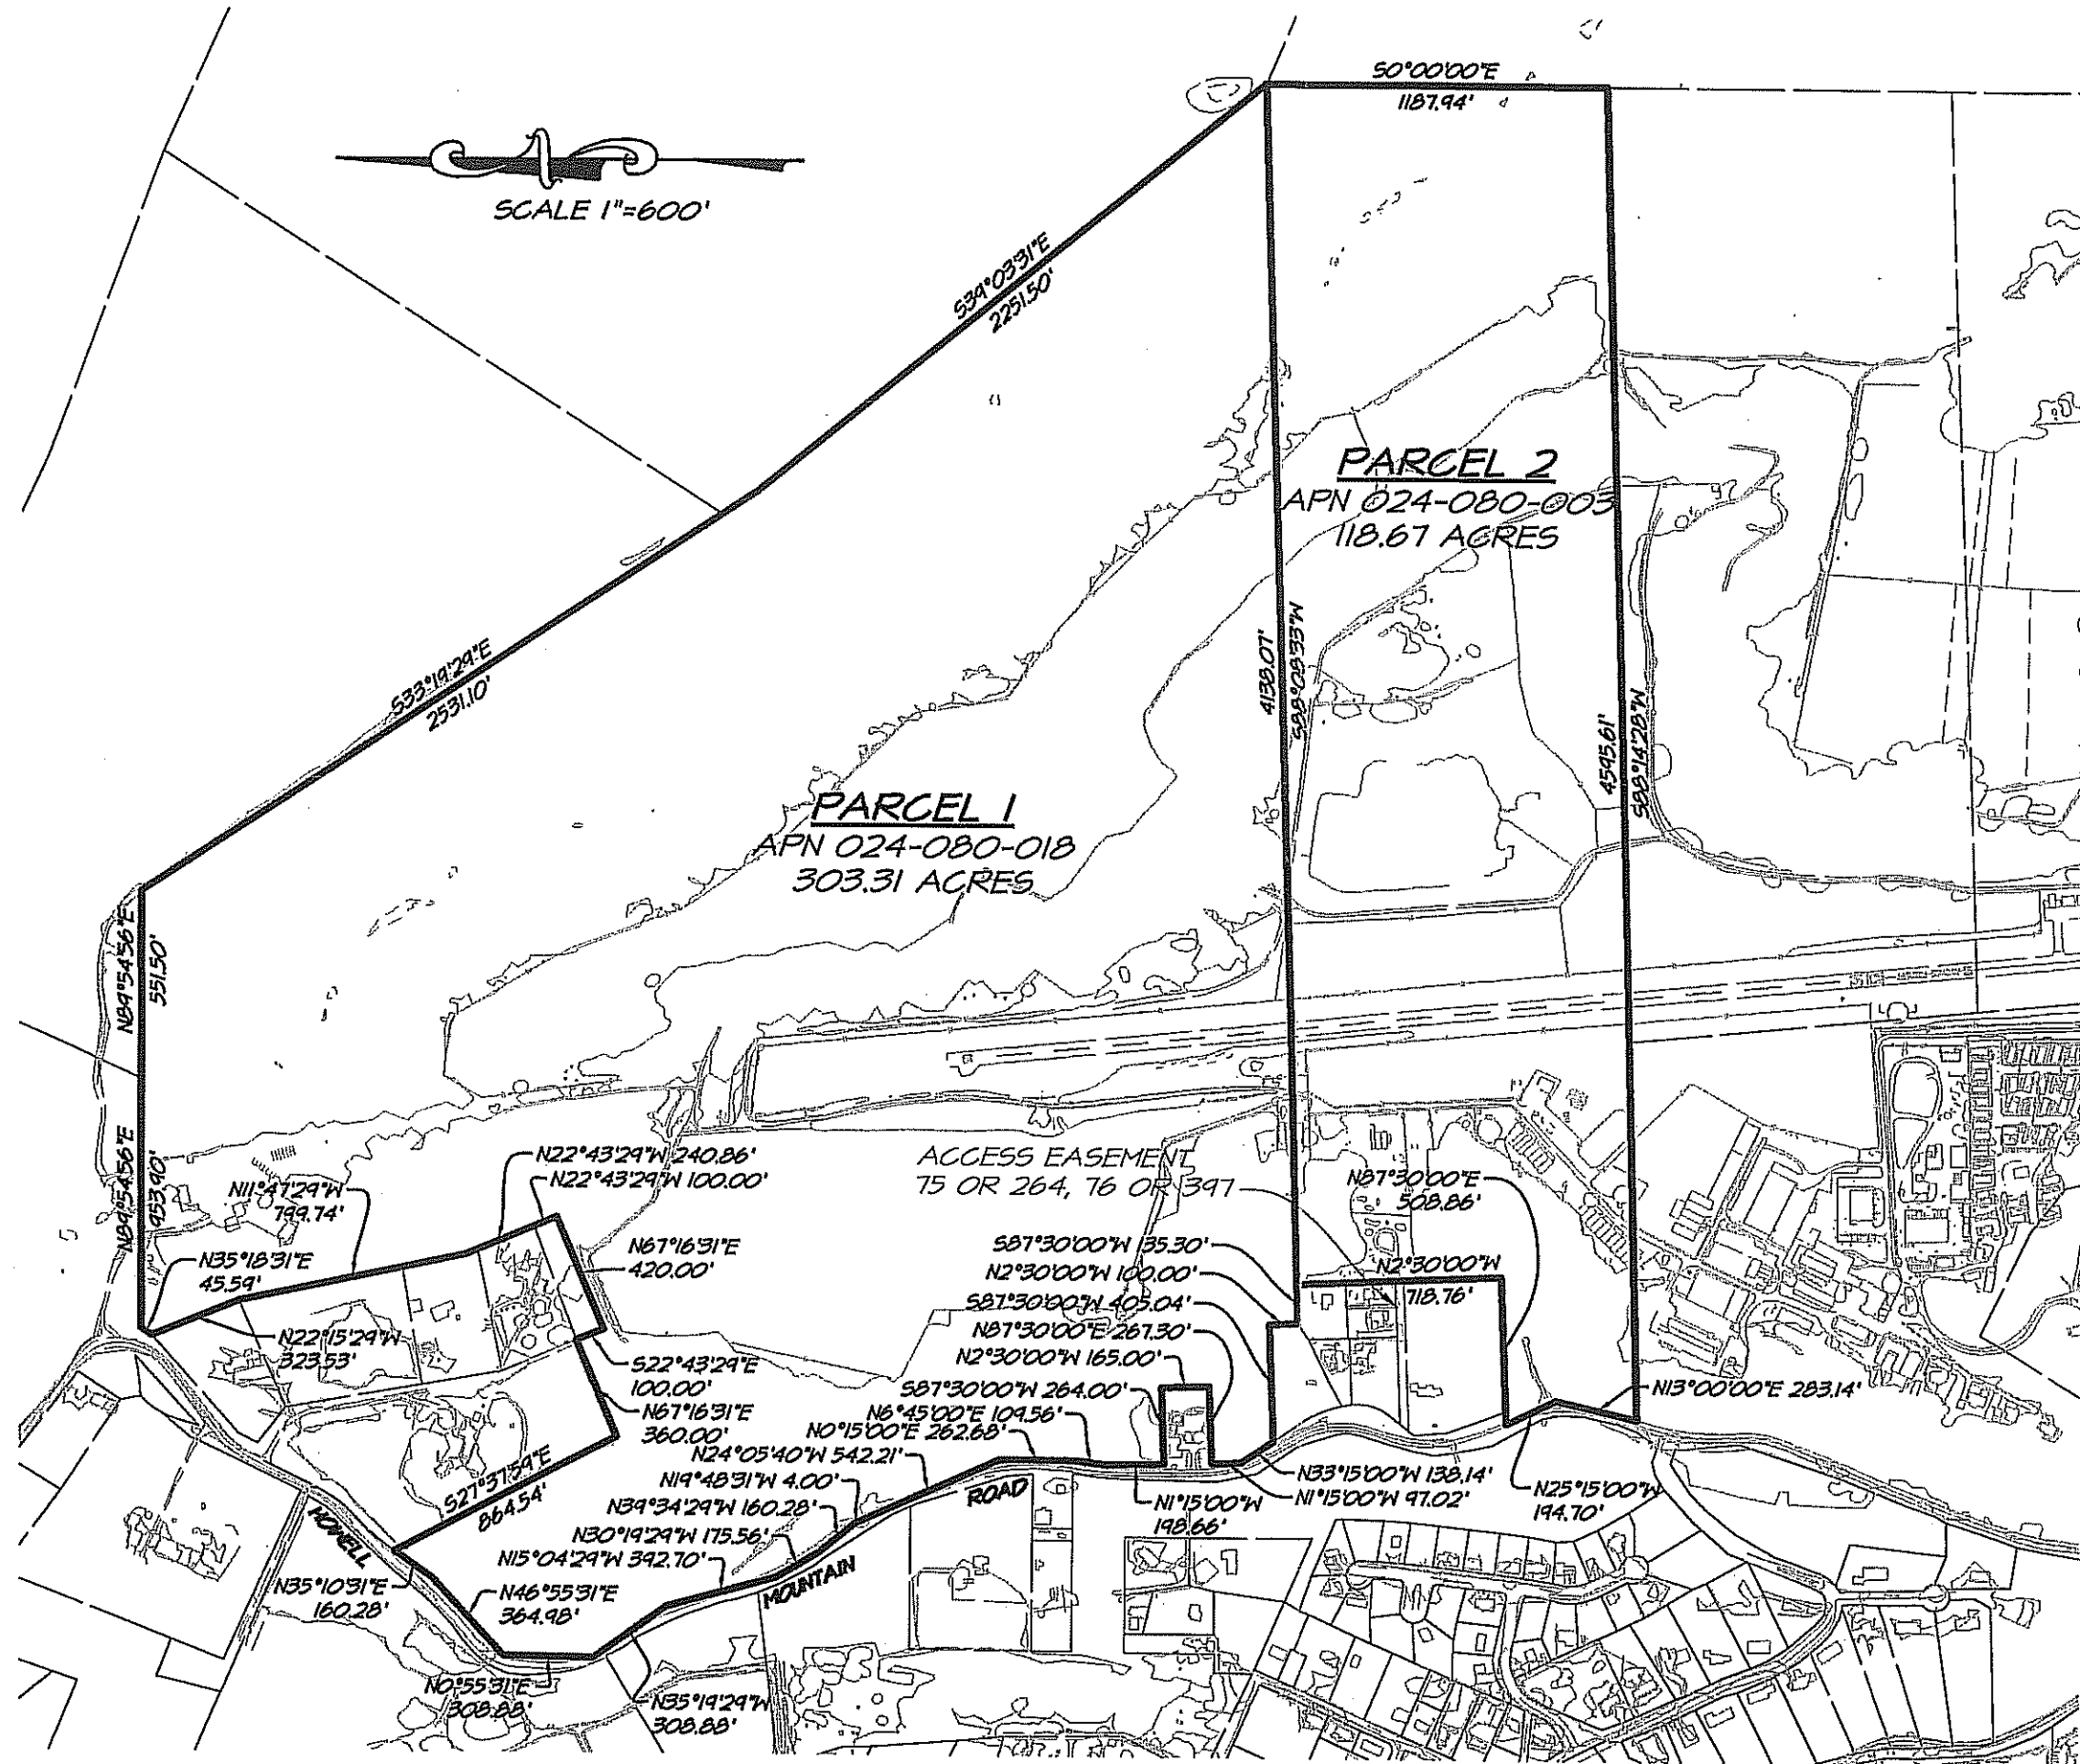 S0°00'00"E
1187.94'
SCALE 1"=600'
S39°03'31"E
2251.50'
PARCEL 2
APN 024-080-003
118.67 ACRES
S33°19'29"E
2531.10'
4138.07'
S88°08'33"W
4595.61'
S88°14'28"W
PARCEL 1
APN 024-080-018
303.31 ACRES
N89°54'56"E
551.50'
N89°54'56"E
953.90'
N22°43'29"W 240.86'
N22°43'29"W 100.00'
N11°47'29"W
799.74'
ACCESS EASEMENT
75 OR 264, 76 OR 397
N87°30'00"E
508.86'
N35°18'31"E
45.59'
N67°16'31"E
420.00'
S87°30'00"W 135.30'
N2°30'00"W 100.00'
S87°30'00"W 405.04'
N87°30'00"E 267.30'
N2°30'00"W 165.00'
S87°30'00"W 264.00'
N2°30'00"W
718.76'
N22°15'29"W
323.53'
S22°43'29"E
100.00'
N67°16'31"E
360.00'
N6°45'00"E 109.56'
N0°15'00"E 262.68'
N24°05'40"W 542.21'
N19°48'31"W 4.00'
N39°34'29"W 160.28'
N30°19'29"W 175.56'
N15°04'29"W 392.70'
N13°00'00"E 283.14'
N33°15'00"W 138.14'
N1°15'00"W 97.02'
N1°15'00"W
198.66'
N25°15'00"W
194.70'
S27°37'59"E
864.54'
HOWELL
MOUNTAIN
ROAD
N35°10'31"E
160.28'
N46°55'31"E
364.98'
N0°55'31"E
308.88'
N35°19'29"W
308.88'